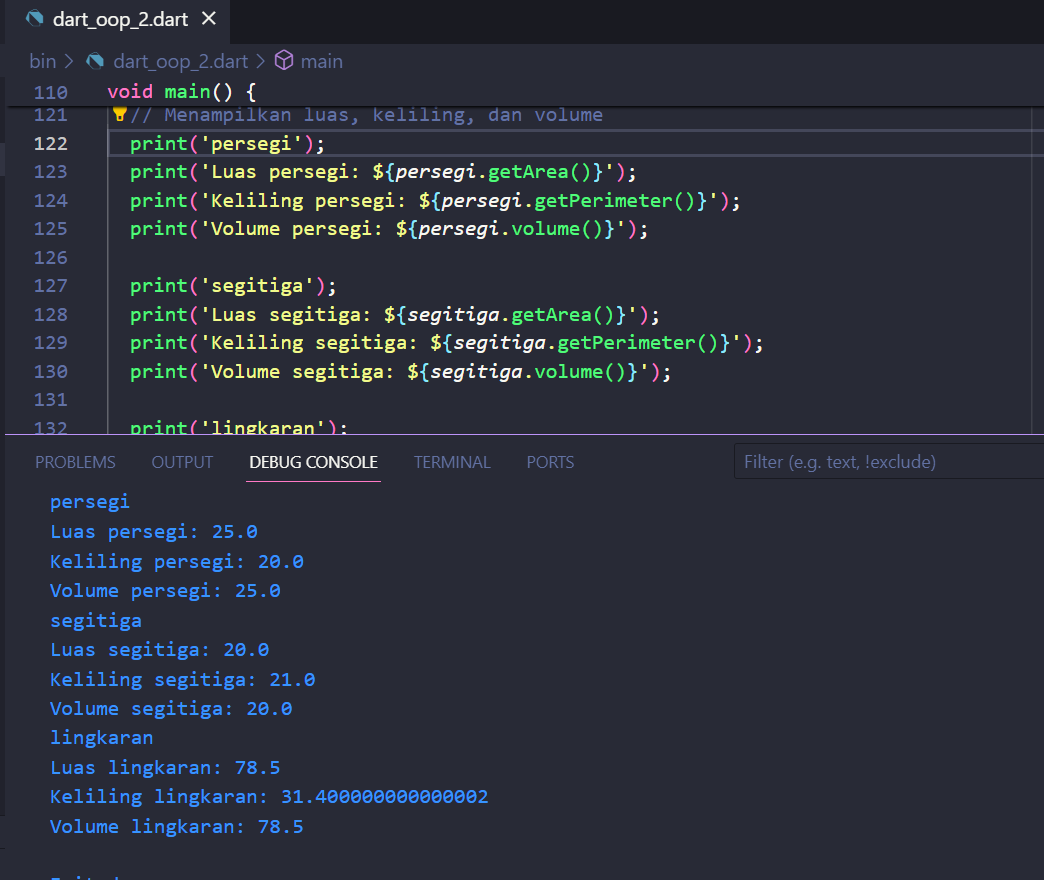 dart_oop_2.dart
bin > dart_oop_2.dart > main
110 void main() {
121 // Menampilkan luas, keliling, dan volume
122 print('persegi');
123 print('Luas persegi: ${persegi.getArea()}');
124 print('Keliling persegi: ${persegi.getPerimeter()}');
125 print('Volume persegi: ${persegi.volume()}');
126
127 print('segitiga');
128 print('Luas segitiga: ${segitiga.getArea()}');
129 print('Keliling segitiga: ${segitiga.getPerimeter()}');
130 print('Volume segitiga: ${segitiga.volume()}');
131
132 print('lingkaran');
PROBLEMS OUTPUT DEBUG CONSOLE TERMINAL PORTS Filter (e.g. text, !exclude)
persegi
Luas persegi: 25.0
Keliling persegi: 20.0
Volume persegi: 25.0
segitiga
Luas segitiga: 20.0
Keliling segitiga: 21.0
Volume segitiga: 20.0
lingkaran
Luas lingkaran: 78.5
Keliling lingkaran: 31.400000000000002
Volume lingkaran: 78.5